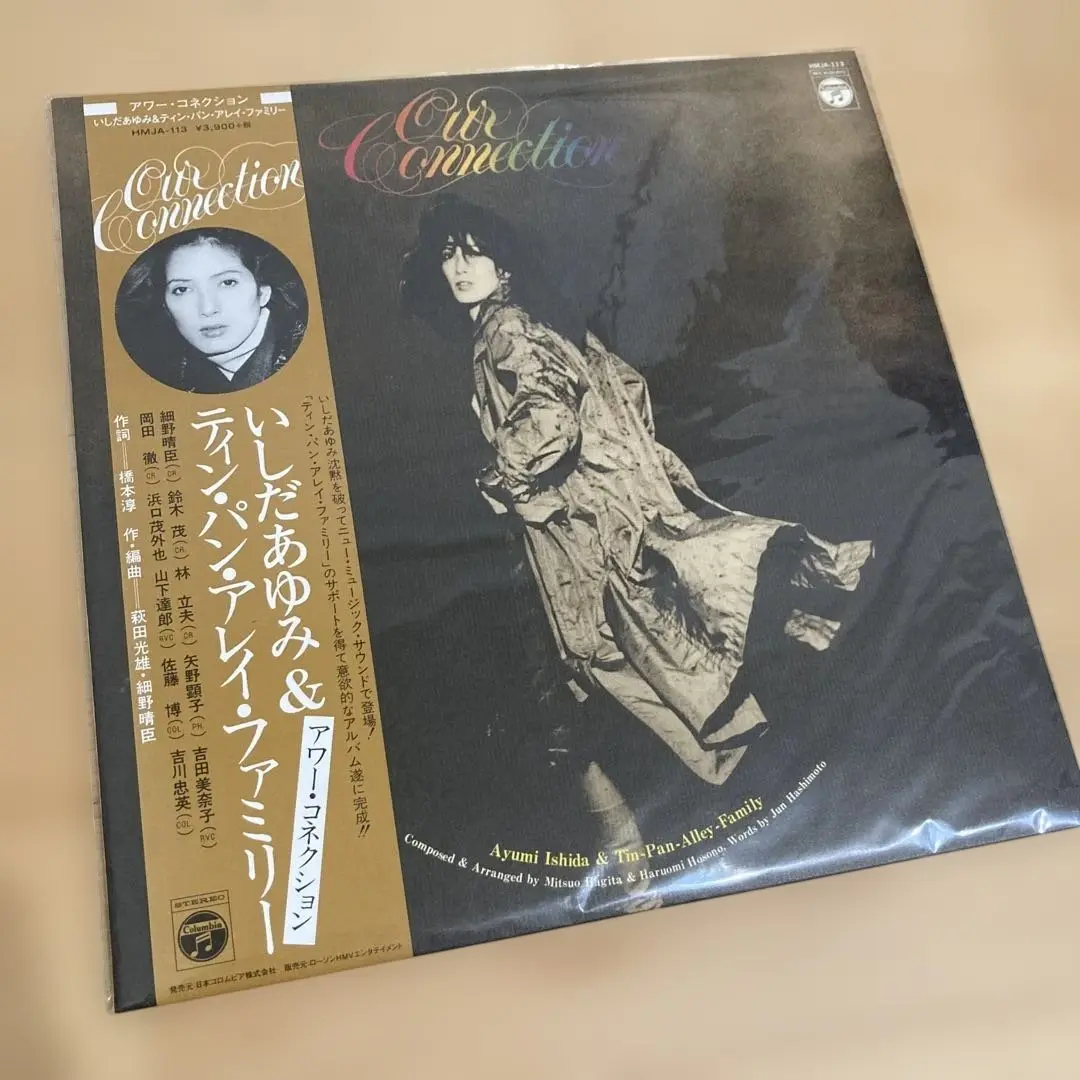 アワー・コネクション
いしだあゆみ&ティン・パン・アレイ・ファミリー
HMJA-113 ¥3,900+税
Our
Connection
いしだあゆみ沈黙を破ってニュー・ミュージック・サウンドで登場!
「ティン・パン・アレイ・ファミリー」のサポートを得て意欲的なアルバム遂に完成!!
いしだあゆみ&
ティン・パン・アレイ・ファミリー
アワー・コネクション
細野晴臣(CR.) 鈴木 茂(CR.) 林 立夫(CR.) 矢野顕子(PH.) 吉田美奈子(RVC)
岡田 徹(CR.) 浜口茂外也 山下達郎(RVC) 佐藤 博(COL.) 吉川忠英(COL.)
作詞=橋本淳 作・編曲=萩田光雄・細野晴臣
STEREO
Columbia
発売元:日本コロムビア株式会社 販売元:ローソンHMVエンタテイメント
HMJA-113
Columbia
Our
Connection
Ayumi Ishida & Tin-Pan-Alley-Family
Composed & Arranged by Mitsuo Hagita & Haruomi Hosono, Words by Jun Hashimoto